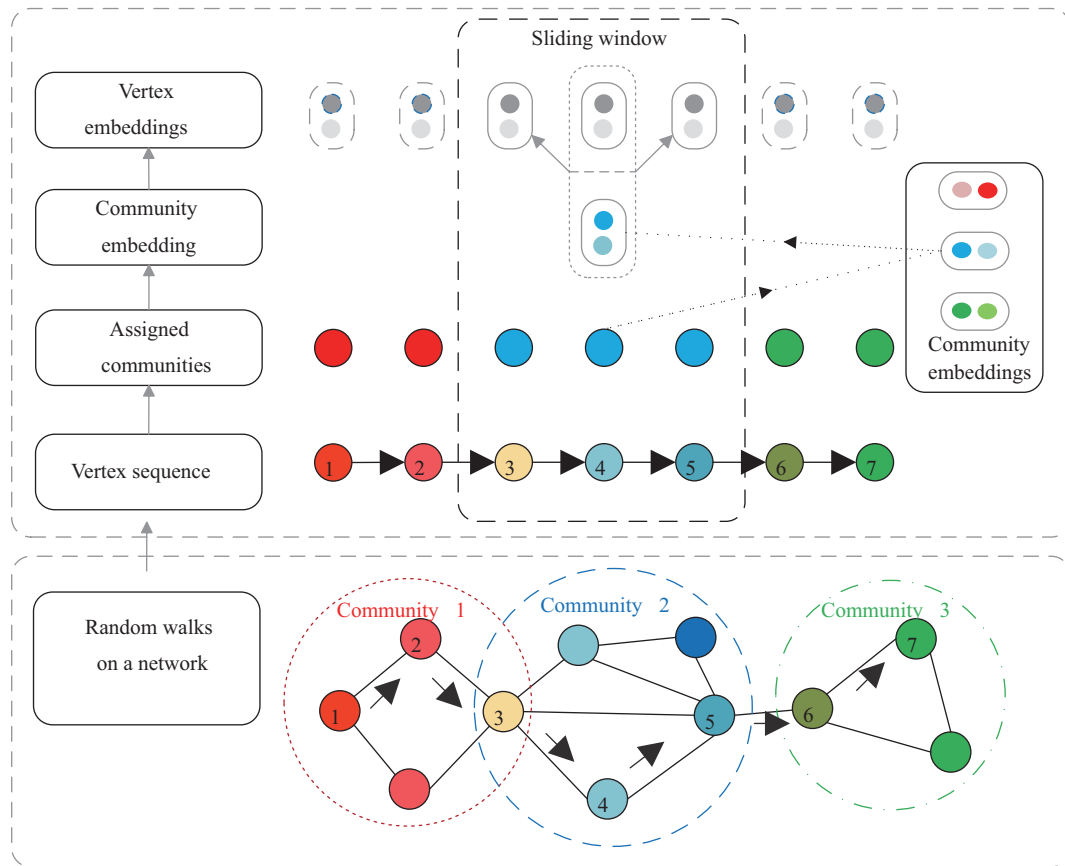 Sliding window
Vertex
embeddings
Community
embedding
Assigned
communities
Community
embeddings
Vertex sequence
1 2 3 4 5 6 7
Random walks
on a network
Community 1
Community 2
Community 3
2
7
1
3
5
6
4